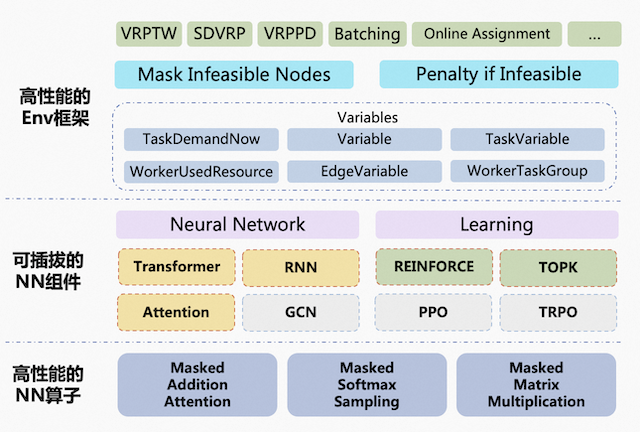 VRPTW SDVRP VRPPD Batching Online Assignment ...
高性能的
Env框架
Mask Infeasible Nodes Penalty if Infeasible
Variables
TaskDemandNow Variable TaskVariable
WorkerUsedResource EdgeVariable WorkerTaskGroup
可插拔的
NN组件
Neural Network Learning
Transformer RNN REINFORCE TOPK
Attention GCN PPO TRPO
高性能的
NN算子
Masked
Addition
Attention
Masked
Softmax
Sampling
Masked
Matrix
Multiplication